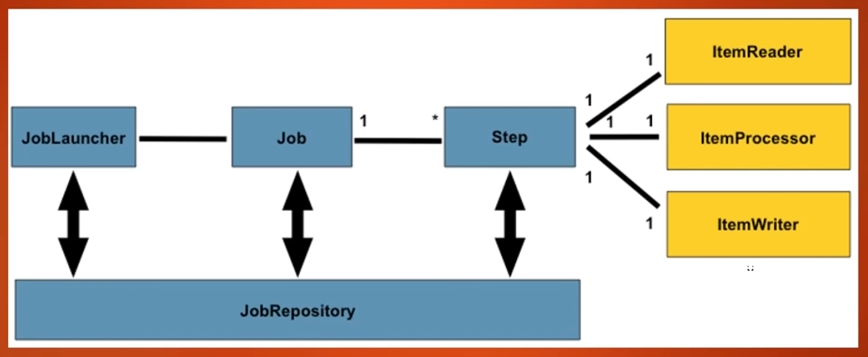 ItemReader
1
1
JobLauncher
Job
1
*
Step
1
1
ItemProcessor
1
1
ItemWriter
JobRepository